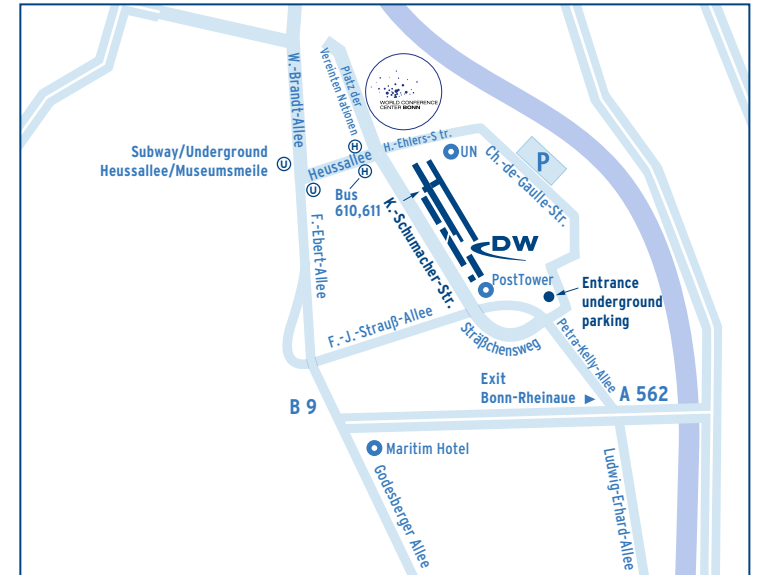 W.-Brandt-Allee
Platz der
Vereinten Nationen
WORLD CONFERENCE
CENTER BONN
H.-Ehlers-S tr.
H
UN
Ch.-de-Gaulle-Str.
P
Subway/Underground
Heussallee/Museumsmeile
U
U
Heussallee
H
Bus
610,611
K.-Schumacher-Str.
F.-Ebert-Allee
DW
PostTower
Entrance
underground
parking
F.-J.-Strauß-Allee
Sträßchensweg
Petra-Kelly-Allee
Exit
Bonn-Rheinaue
A 562
B 9
Maritim Hotel
Godesberger Allee
Ludwig-Erhard-Allee